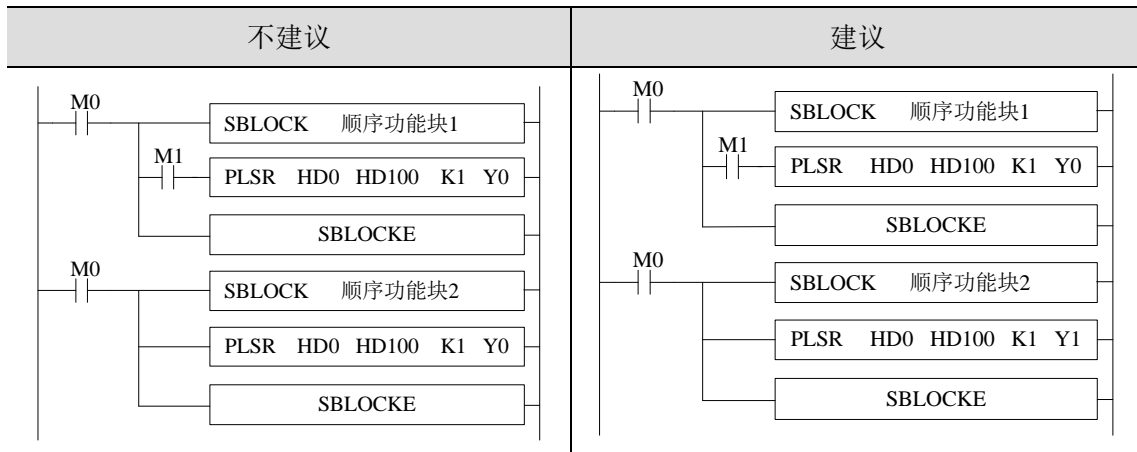 不建议
建议
M0
SBLOCK 顺序功能块1
M1
PLSR HD0 HD100 K1 Y0
SBLOCKE
M0
SBLOCK 顺序功能块2
PLSR HD0 HD100 K1 Y0
SBLOCKE
M0
SBLOCK 顺序功能块1
M1
PLSR HD0 HD100 K1 Y0
SBLOCKE
M0
SBLOCK 顺序功能块2
PLSR HD0 HD100 K1 Y1
SBLOCKE